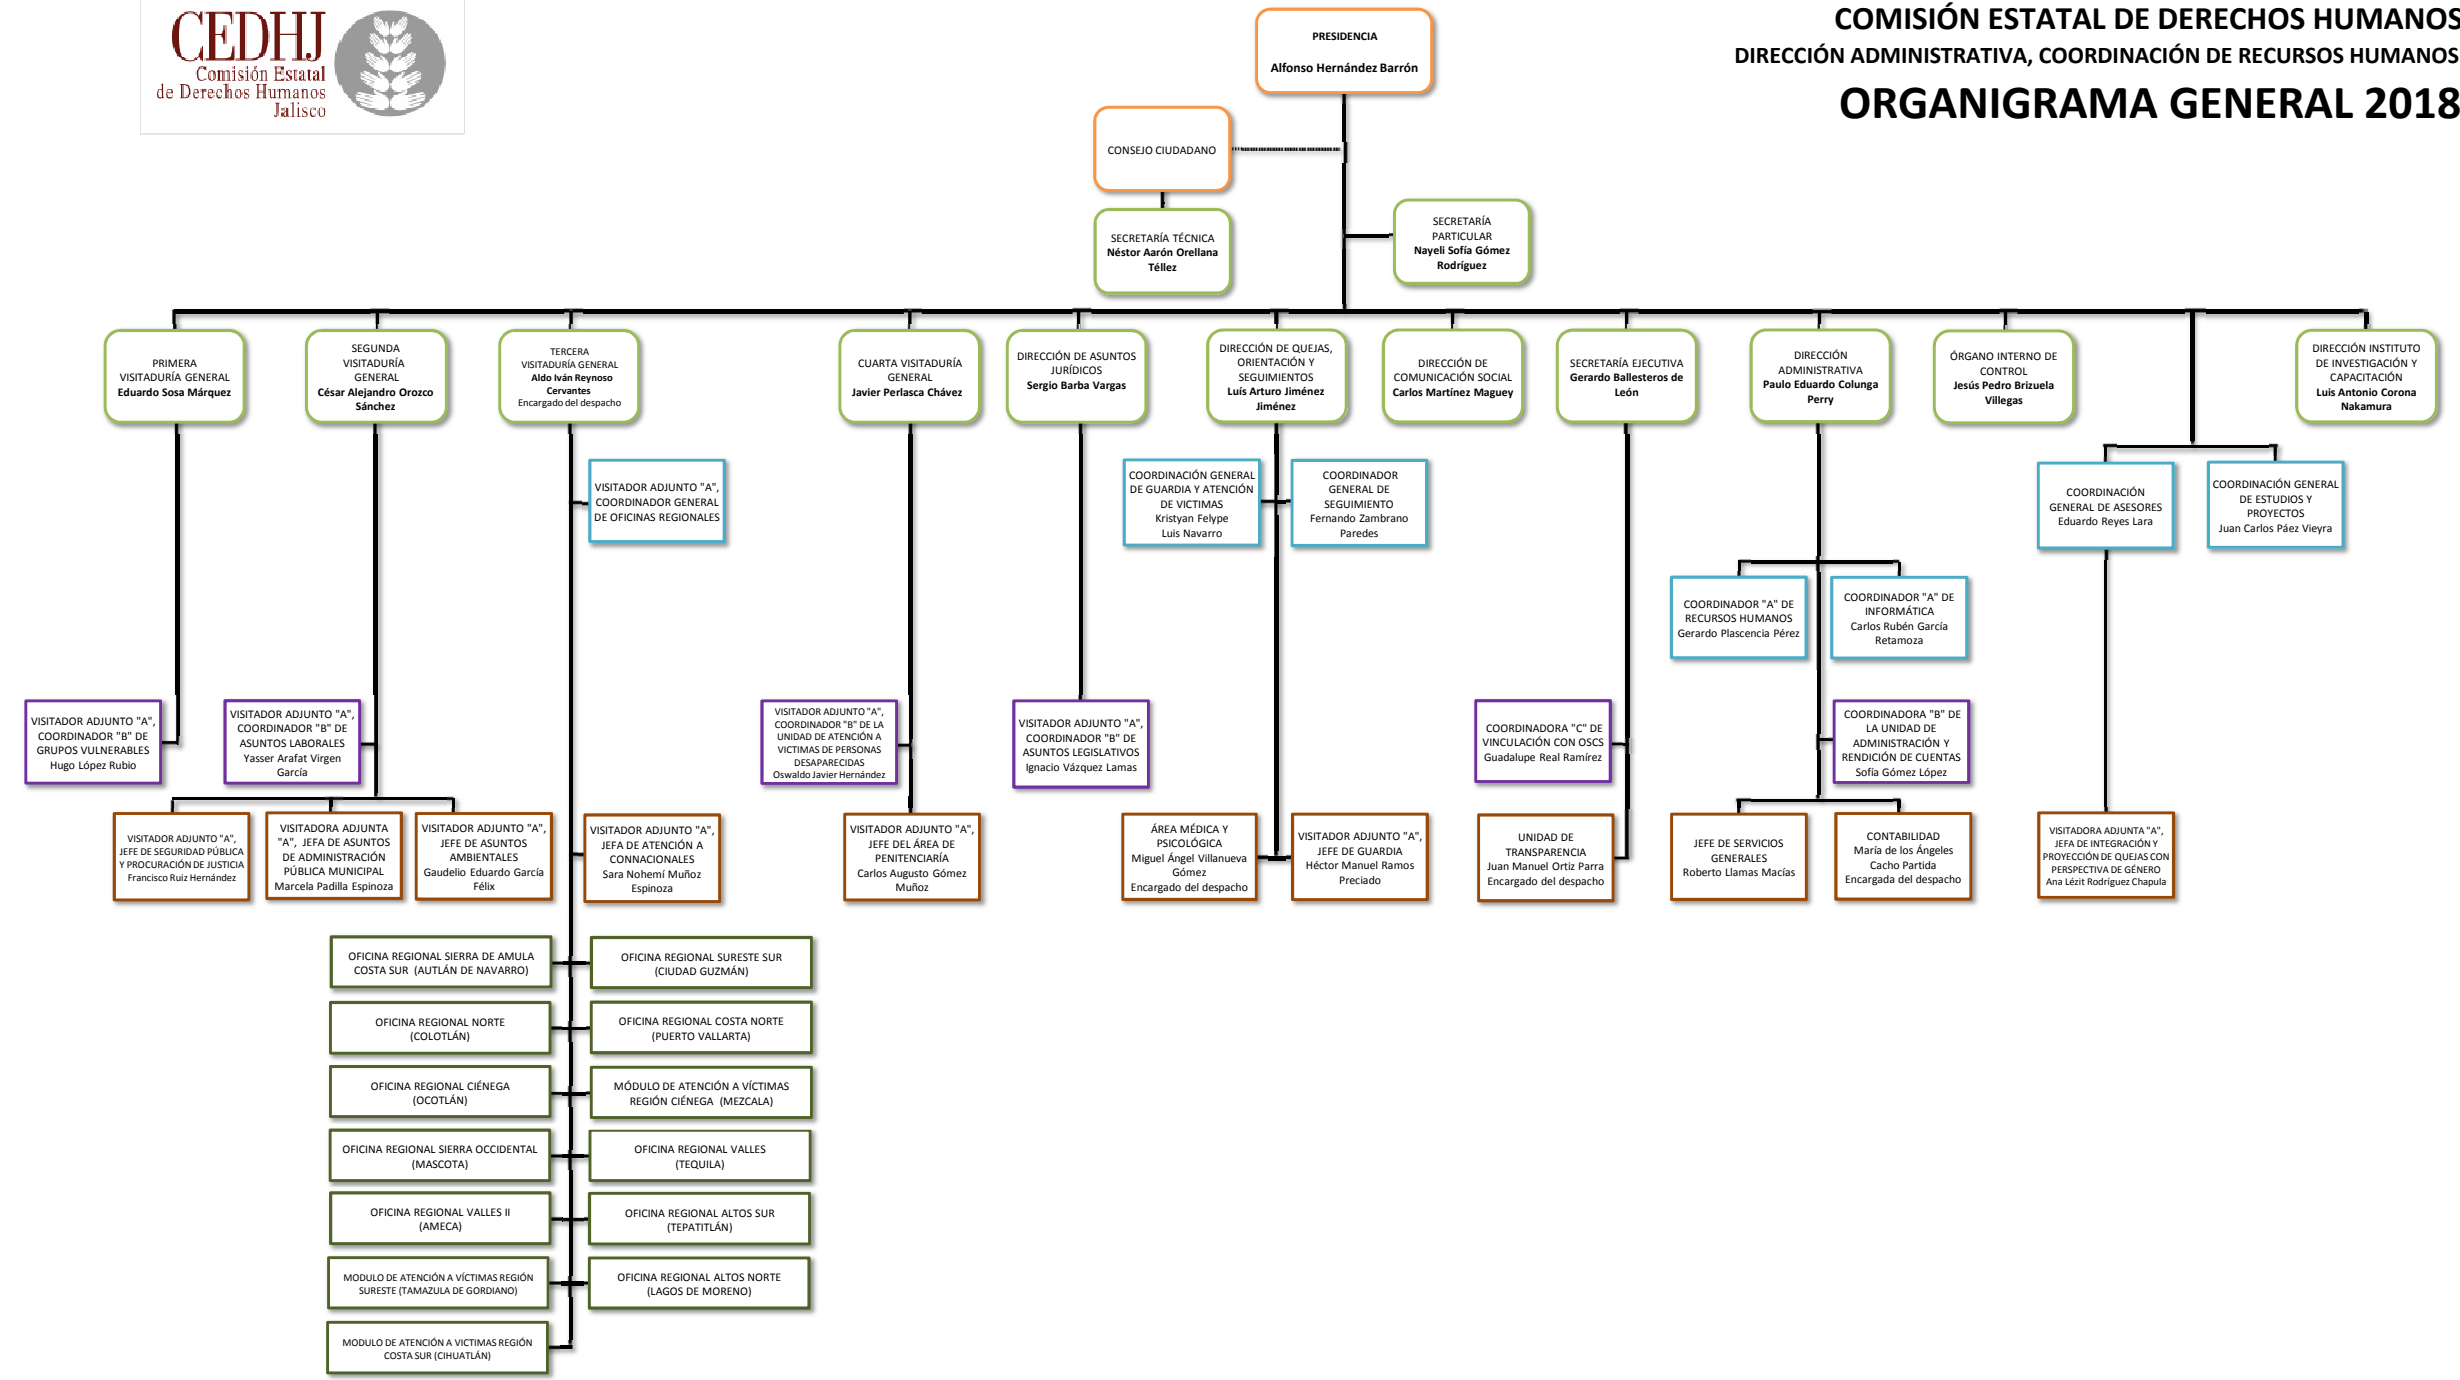 CEDHJ
Comisión Estatal
de Derechos Humanos
Jalisco
COMISIÓN ESTATAL DE DERECHOS HUMANOS
DIRECCIÓN ADMINISTRATIVA, COORDINACIÓN DE RECURSOS HUMANOS
ORGANIGRAMA GENERAL 2018
PRESIDENCIA
Alfonso Hernández Barrón
CONSEJO CIUDADANO
SECRETARÍA TÉCNICA
Néstor Aarón Orellana
Téllez
SECRETARÍA
PARTICULAR
Nayeli Sofía Gómez
Rodríguez
PRIMERA
VISITADURÍA GENERAL
Eduardo Sosa Márquez
SEGUNDA
VISITADURÍA
GENERAL
César Alejandro Orozco
Sánchez
TERCERA
VISITADURÍA GENERAL
Aldo Iván Reynoso
Cervantes
Encargado del despacho
CUARTA VISITADURÍA
GENERAL
Javier Perlasca Chávez
DIRECCIÓN DE ASUNTOS
JURÍDICOS
Sergio Barba Vargas
DIRECCIÓN DE QUEJAS,
ORIENTACIÓN Y
SEGUIMIENTOS
Luís Arturo Jiménez
Jiménez
DIRECCIÓN DE
COMUNICACIÓN SOCIAL
Carlos Martínez Maguey
SECRETARÍA EJECUTIVA
Gerardo Ballesteros de
León
DIRECCIÓN
ADMINISTRATIVA
Paulo Eduardo Colunga
Perry
ÓRGANO INTERNO DE
CONTROL
Jesús Pedro Brizuela
Villegas
DIRECCIÓN INSTITUTO
DE INVESTIGACIÓN Y
CAPACITACIÓN
Luis Antonio Corona
Nakamura
VISITADOR ADJUNTO "A",
COORDINADOR GENERAL
DE OFICINAS REGIONALES
COORDINACIÓN GENERAL
DE GUARDIA Y ATENCIÓN
DE VICTIMAS
Kristyan Felype
Luis Navarro
COORDINADOR
GENERAL DE
SEGUIMIENTO
Fernando Zambrano
Paredes
COORDINACIÓN
GENERAL DE ASESORES
Eduardo Reyes Lara
COORDINACIÓN GENERAL
DE ESTUDIOS Y
PROYECTOS
Juan Carlos Páez Vieyra
COORDINADOR "A" DE
RECURSOS HUMANOS
Gerardo Plascencia Pérez
COORDINADOR "A" DE
INFORMÁTICA
Carlos Rubén García
Retamoza
VISITADOR ADJUNTO "A",
COORDINADOR "B" DE
GRUPOS VULNERABLES
Hugo López Rubio
VISITADOR ADJUNTO "A",
COORDINADOR "B" DE
ASUNTOS LABORALES
Yasser Arafat Virgen
García
VISITADOR ADJUNTO "A",
COORDINADOR "B" DE LA
UNIDAD DE ATENCIÓN A
VICTIMAS DE PERSONAS
DESAPARECIDAS
Oswaldo Javier Hernández
VISITADOR ADJUNTO "A",
COORDINADOR "B" DE
ASUNTOS LEGISLATIVOS
Ignacio Vázquez Lamas
COORDINADORA "C" DE
VINCULACIÓN CON OSCS
Guadalupe Real Ramírez
COORDINADORA "B" DE
LA UNIDAD DE
ADMINISTRACIÓN Y
RENDICIÓN DE CUENTAS
Sofía Gómez López
VISITADOR ADJUNTO "A",
JEFE DE SEGURIDAD PÚBLICA
Y PROCURACIÓN DE JUSTICIA
Francisco Ruiz Hernández
VISITADORA ADJUNTA
"A", JEFA DE ASUNTOS
DE ADMINISTRACIÓN
PÚBLICA MUNICIPAL
Marcela Padilla Espinoza
VISITADOR ADJUNTO "A",
JEFE DE ASUNTOS
AMBIENTALES
Gaudelio Eduardo García
Félix
VISITADOR ADJUNTO "A",
JEFA DE ATENCIÓN A
CONNACIONALES
Sara Nohemí Muñoz
Espinoza
VISITADOR ADJUNTO "A",
JEFE DEL ÁREA DE
PENITENCIARÍA
Carlos Augusto Gómez
Muñoz
ÁREA MÉDICA Y
PSICOLÓGICA
Miguel Ángel Villanueva
Gómez
Encargado del despacho
VISITADOR ADJUNTO "A",
JEFE DE GUARDIA
Héctor Manuel Ramos
Preciado
UNIDAD DE
TRANSPARENCIA
Juan Manuel Ortiz Parra
Encargado del despacho
JEFE DE SERVICIOS
GENERALES
Roberto Llamas Macías
CONTABILIDAD
María de los Ángeles
Cacho Partida
Encargada del despacho
VISITADORA ADJUNTA "A",
JEFA DE INTEGRACIÓN Y
PROYECCIÓN DE QUEJAS CON
PERSPECTIVA DE GÉNERO
Ana Lézit Rodríguez Chapula
OFICINA REGIONAL SIERRA DE AMULA
COSTA SUR (AUTLÁN DE NAVARRO)
OFICINA REGIONAL SURESTE SUR
(CIUDAD GUZMÁN)
OFICINA REGIONAL NORTE
(COLOTLÁN)
OFICINA REGIONAL COSTA NORTE
(PUERTO VALLARTA)
OFICINA REGIONAL CIÉNEGA
(OCOTLÁN)
MÓDULO DE ATENCIÓN A VÍCTIMAS
REGIÓN CIÉNEGA (MEZCALA)
OFICINA REGIONAL SIERRA OCCIDENTAL
(MASCOTA)
OFICINA REGIONAL VALLES
(TEQUILA)
OFICINA REGIONAL VALLES II
(AMECA)
OFICINA REGIONAL ALTOS SUR
(TEPATITLÁN)
MODULO DE ATENCIÓN A VÍCTIMAS REGIÓN
SURESTE (TAMAZULA DE GORDIANO)
OFICINA REGIONAL ALTOS NORTE
(LAGOS DE MORENO)
MODULO DE ATENCIÓN A VICTIMAS REGIÓN
COSTA SUR (CIHUATLÁN)